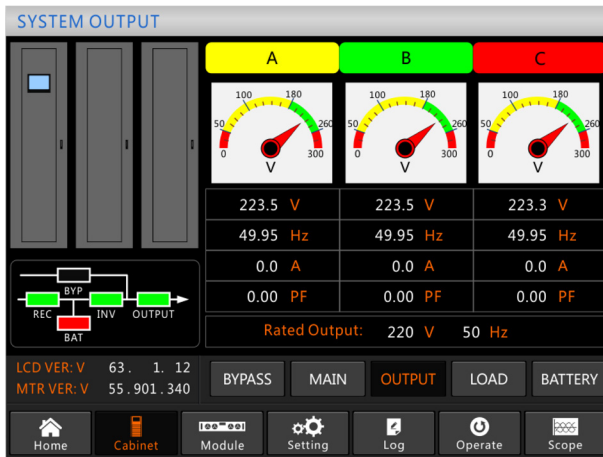 SYSTEM OUTPUT
A B C
100 180 100 180 100 180
50 260 50 260 50 260
0 300 0 300 0 300
V V V
223.5 V 223.5 V 223.3 V
49.95 Hz 49.95 Hz 49.95 Hz
0.0 A 0.0 A 0.0 A
0.00 PF 0.00 PF 0.00 PF
Rated Output: 220 V 50 Hz
BYP
REC INV OUTPUT
BAT
LCD VER: V 63. 1. 12
MTR VER: V 55.901.340
BYPASS MAIN OUTPUT LOAD BATTERY
Home Cabinet Module Setting Log Operate Scope